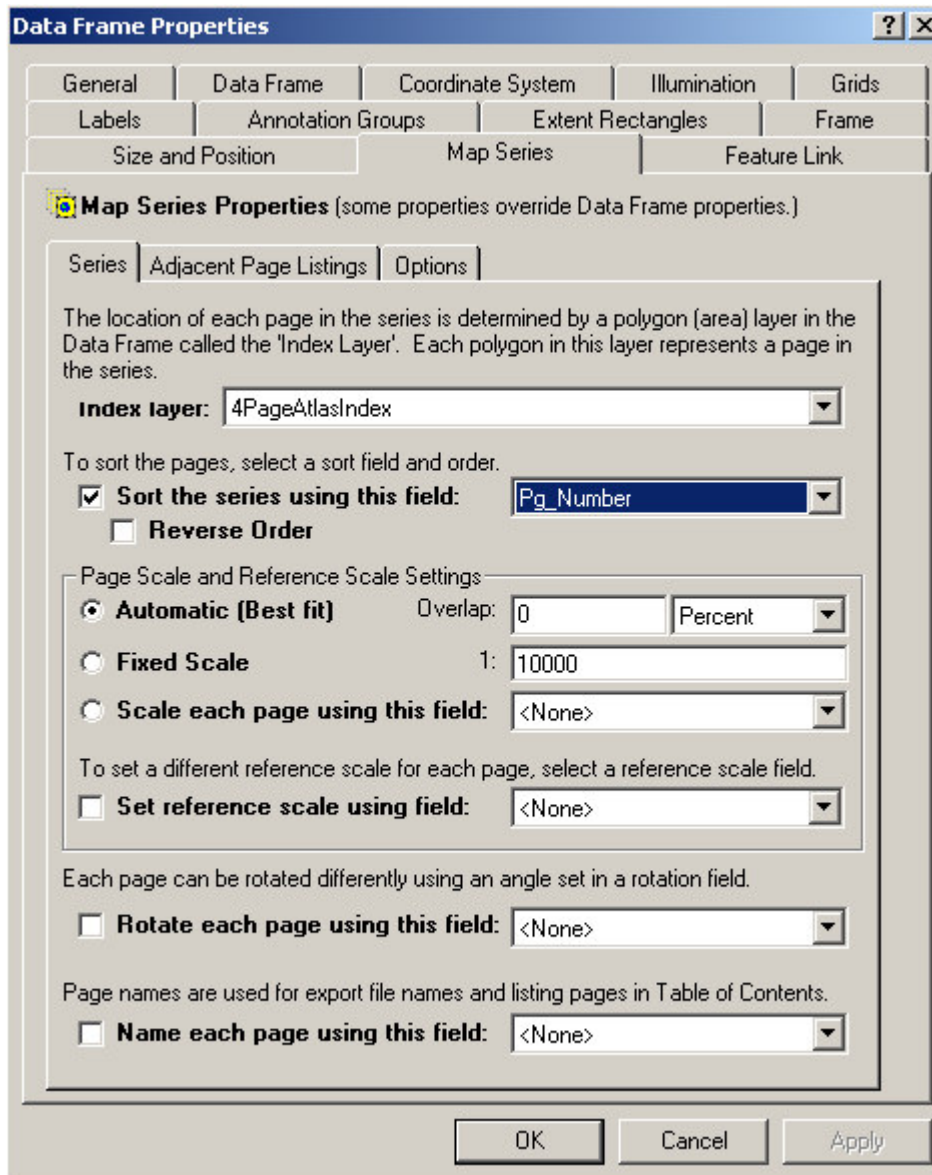 Data Frame Properties
General Data Frame Coordinate System Illumination Grids
Labels Annotation Groups Extent Rectangles Frame
Size and Position Map Series Feature Link
Map Series Properties (some properties override Data Frame properties.)
Series Adjacent Page Listings Options
The location of each page in the series is determined by a polygon (area) layer in the
Data Frame called the 'Index Layer'. Each polygon in this layer represents a page in
the series.
Index layer: 4PageAtlasIndex
To sort the pages, select a sort field and order.
Sort the series using this field: Pg_Number
Reverse Order
Page Scale and Reference Scale Settings
Automatic (Best fit) Overlap: 0 Percent
Fixed Scale 1: 10000
Scale each page using this field: <None>
To set a different reference scale for each page, select a reference scale field.
Set reference scale using field: <None>
Each page can be rotated differently using an angle set in a rotation field.
Rotate each page using this field: <None>
Page names are used for export file names and listing pages in Table of Contents.
Name each page using this field: <None>
OK Cancel Apply